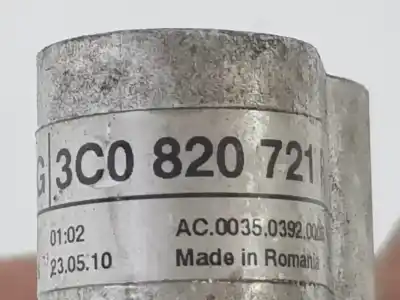 G 3C0 820 721
01:02 AC.0035.0392.00
23.05.10 Made in Romania